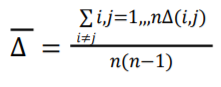 Δ̅ = ∑ i,j=1,,,nΔ(i,j)
i≠j
n(n−1)